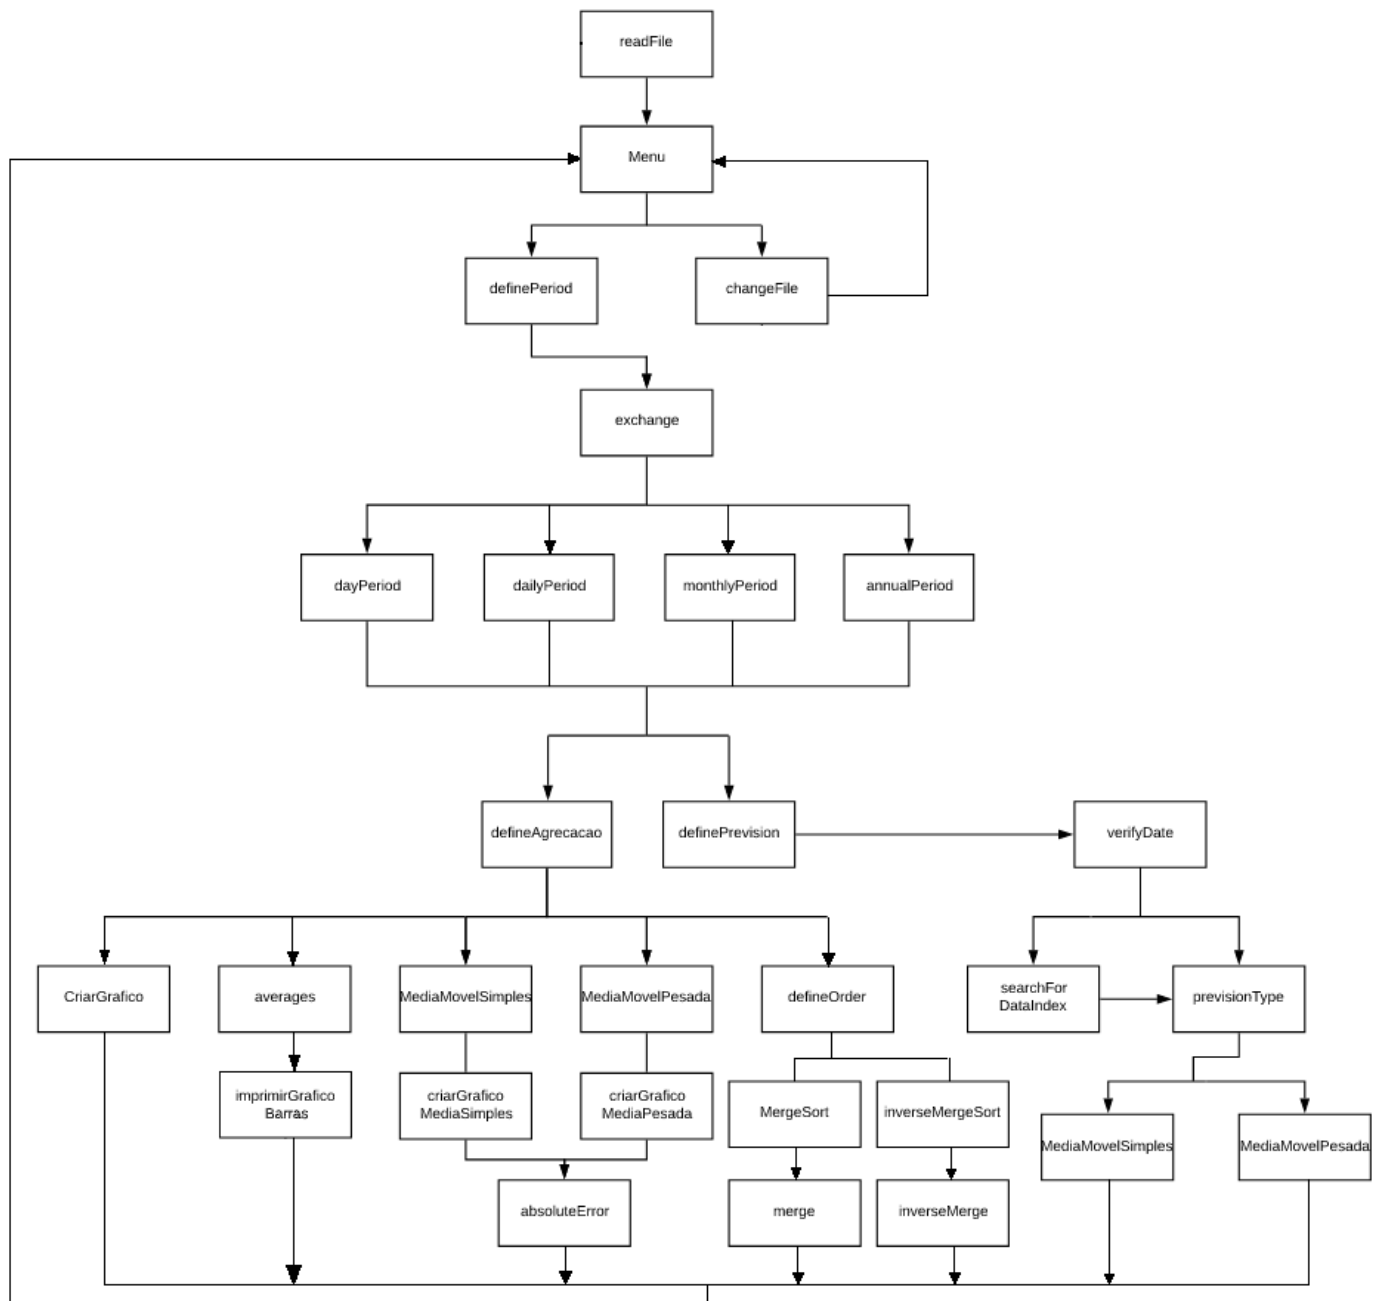 readFile
Menu
definePeriod
changeFile
exchange
dayPeriod
dailyPeriod
monthlyPeriod
annualPeriod
defineAgrecacao
definePrevision
verifyDate
CriarGrafico
averages
MediaMovelSimples
MediaMovelPesada
defineOrder
searchFor
DataIndex
previsionType
imprimirGrafico
Barras
criarGrafico
MediaSimples
criarGrafico
MediaPesada
MergeSort
inverseMergeSort
MediaMovelSimples
MediaMovelPesada
absoluteError
merge
inverseMerge